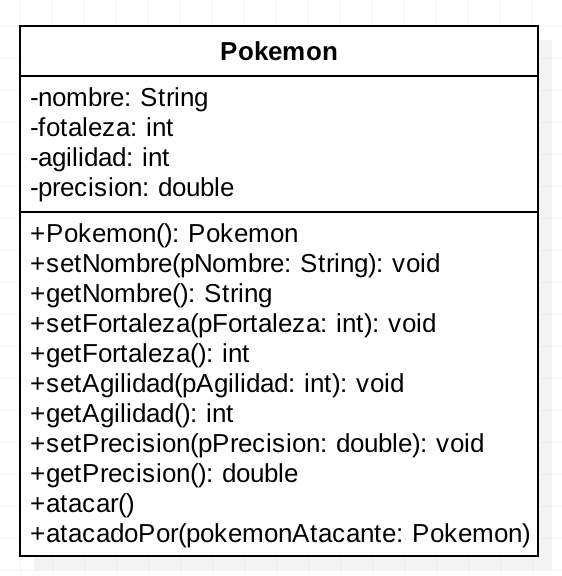 Pokemon
-nombre: String
-fotaleza: int
-agilidad: int
-precision: double
+Pokemon(): Pokemon
+setNombre(pNombre: String): void
+getNombre(): String
+setFortaleza(pFortaleza: int): void
+getFortaleza(): int
+setAgilidad(pAgilidad: int): void
+getAgilidad(): int
+setPrecision(pPrecision: double): void
+getPrecision(): double
+atacar()
+atacadoPor(pokemonAtacante: Pokemon)